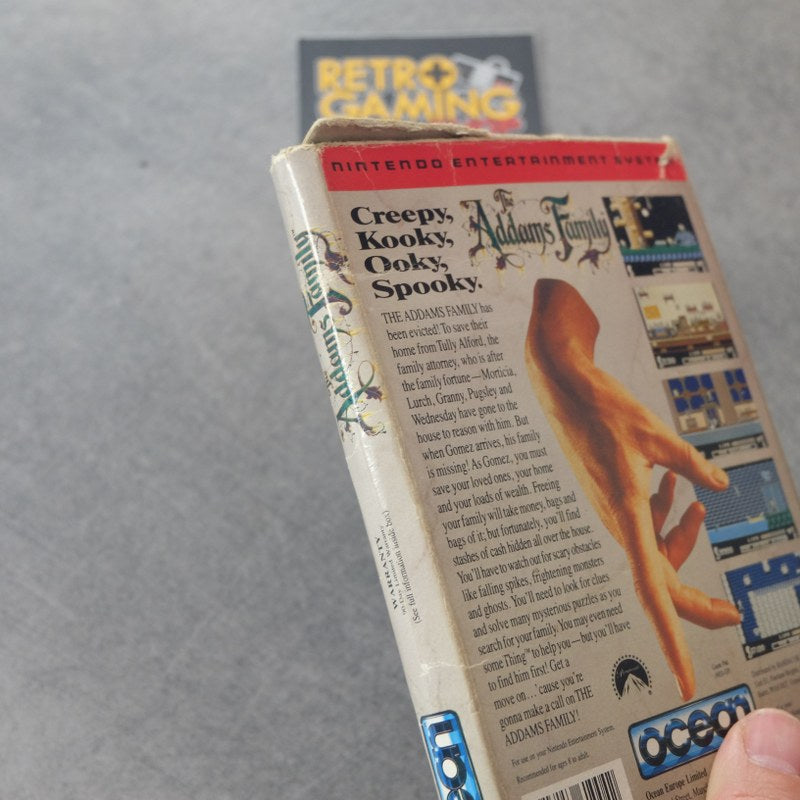 RETRO
GAMING
NINTENDO ENTERTAINMENT SYSTEM
Creepy,
Kooky,
Ooky,
Spooky.
The
Addams Family
THE ADDAMS FAMILY has
been evicted! To save their
home from Tully Alford, the
family attorney, who is after
the family fortune—Morticia,
Lurch, Granny, Pugsley and
Wednesday have gone to the
house to reason with him. But
when Gomez arrives, his family
is missing! As Gomez, you must
save your loved ones, your home
and your loads of wealth. Freeing
your family will take money, bags and
bags of it; but fortunately, you'll find
stashes of cash hidden all over the house.
You'll have to watch out for scary obstacles
like falling spikes, frightening monsters
and ghosts. You'll need to look for clues
and solve many mysterious puzzles as you
search for your family. You may even need
some Thing™ to help you—but you'll have
to find him first! Get a
move on...'cause you're
gonna make a call on THE
ADDAMS FAMILY!
For use on your Nintendo Entertainment System.
Recommended for ages 8 to adult.
Paramount
ocean
Ocean Europe Limited
The
Addams Family
WARRANTY
90 Day Limited Warranty
(See full information inside box)
ocean